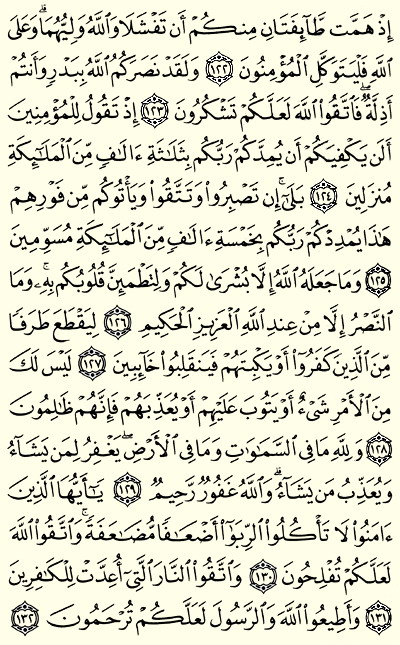 إِذْ هَمَّت طَّآئِفَتَانِ مِنكُمْ أَن تَفْشَلَا وَٱللَّهُ وَلِيُّهُمَا ۗ وَعَلَى
ٱللَّهِ فَلْيَتَوَكَّلِ ٱلْمُؤْمِنُونَ ١٢٢ وَلَقَدْ نَصَرَكُمُ ٱللَّهُ بِبَدْرٍ وَأَنتُمْ
أَذِلَّةٌ ۖ فَٱتَّقُوا۟ ٱللَّهَ لَعَلَّكُمْ تَشْكُرُونَ ١٢٣ إِذْ تَقُولُ لِلْمُؤْمِنِينَ
أَلَن يَكْفِيَكُمْ أَن يُمِدَّكُمْ رَبُّكُم بِثَلَٰثَةِ ءَالَٰفٍ مِّنَ ٱلْمَلَٰٓئِكَةِ
مُنزَلِينَ ١٢٤ بَلَىٰٓ ۚ إِن تَصْبِرُوا۟ وَتَتَّقُوا۟ وَيَأْتُوكُم مِّن فَوْرِهِمْ
هَٰذَا يُمْدِدْكُمْ رَبُّكُم بِخَمْسَةِ ءَالَٰفٍ مِّنَ ٱلْمَلَٰٓئِكَةِ مُسَوِّمِينَ
١٢٥ وَمَا جَعَلَهُ ٱللَّهُ إِلَّا بُشْرَىٰ لَكُمْ وَلِتَطْمَئِنَّ قُلُوبُكُم بِهِۦ ۗ وَمَا
ٱلنَّصْرُ إِلَّا مِنْ عِندِ ٱللَّهِ ٱلْعَزِيزِ ٱلْحَكِيمِ ١٢٦ لِيَقْطَعَ طَرَفًا
مِّنَ ٱلَّذِينَ كَفَرُوٓا۟ أَوْ يَكْبِتَهُمْ فَيَنقَلِبُوا۟ خَآئِبِينَ ١٢٧ لَيْسَ لَكَ
مِنَ ٱلْأَمْرِ شَىْءٌ أَوْ يَتُوبَ عَلَيْهِمْ أَوْ يُعَذِّبَهُمْ فَإِنَّهُمْ ظَٰلِمُونَ
١٢٨ وَلِلَّهِ مَا فِى ٱلسَّمَٰوَٰتِ وَمَا فِى ٱلْأَرْضِ ۚ يَغْفِرُ لِمَن يَشَآءُ
وَيُعَذِّبُ مَن يَشَآءُ ۚ وَٱللَّهُ غَفُورٌ رَّحِيمٌ ١٢٩ يَٰٓأَيُّهَا ٱلَّذِينَ
ءَامَنُوا۟ لَا تَأْكُلُوا۟ ٱلرِّبَوٰٓا۟ أَضْعَٰفًا مُّضَٰعَفَةً ۖ وَٱتَّقُوا۟ ٱللَّهَ
لَعَلَّكُمْ تُفْلِحُونَ ١٣٠ وَٱتَّقُوا۟ ٱلنَّارَ ٱلَّتِىٓ أُعِدَّتْ لِلْكَٰفِرِينَ
١٣١ وَأَطِيعُوا۟ ٱللَّهَ وَٱلرَّسُولَ لَعَلَّكُمْ تُرْحَمُونَ ١٣٢